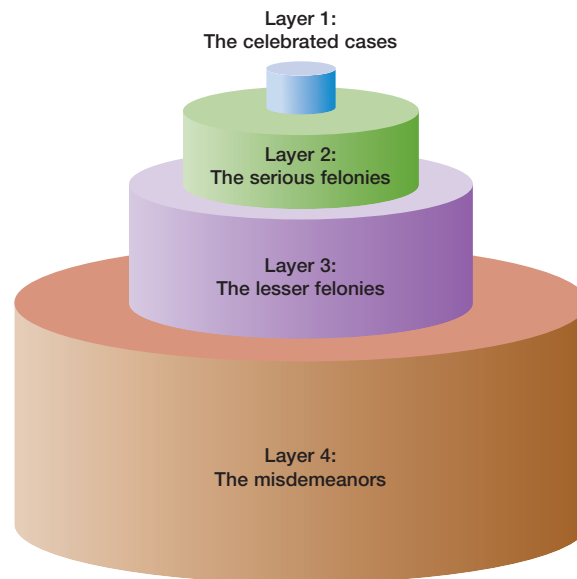 Layer 1:
The celebrated cases
Layer 2:
The serious felonies
Layer 3:
The lesser felonies
Layer 4:
The misdemeanors